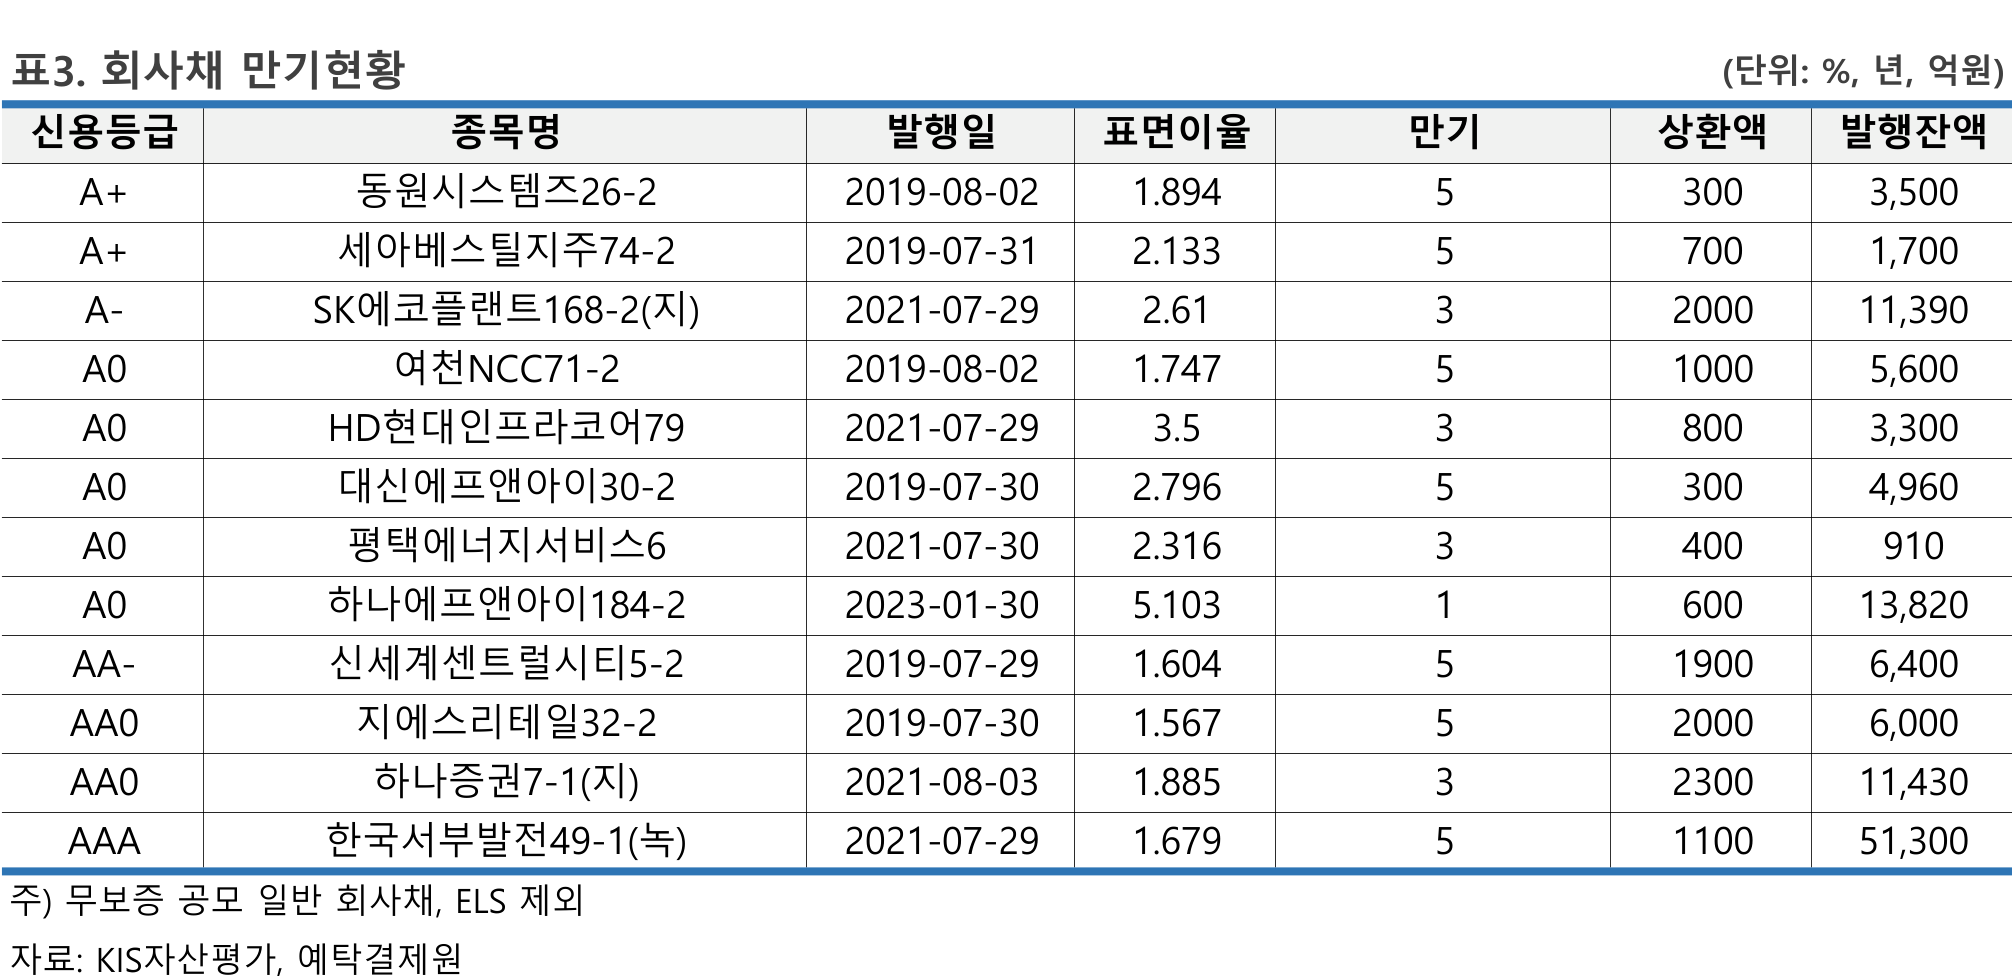 표3. 회사채 만기현황 (단위: %, 년, 억원)
신용등급 종목명 발행일 표면이율 만기 상환액 발행잔액
A+ 동원시스템즈26-2 2019-08-02 1.894 5 300 3,500
A+ 세아베스틸지주74-2 2019-07-31 2.133 5 700 1,700
A- SK에코플랜트168-2(지) 2021-07-29 2.61 3 2000 11,390
A0 여천NCC71-2 2019-08-02 1.747 5 1000 5,600
A0 HD현대인프라코어79 2021-07-29 3.5 3 800 3,300
A0 대신에프앤아이30-2 2019-07-30 2.796 5 300 4,960
A0 평택에너지서비스6 2021-07-30 2.316 3 400 910
A0 하나에프앤아이184-2 2023-01-30 5.103 1 600 13,820
AA- 신세계센트럴시티5-2 2019-07-29 1.604 5 1900 6,400
AA0 지에스리테일32-2 2019-07-30 1.567 5 2000 6,000
AA0 하나증권7-1(지) 2021-08-03 1.885 3 2300 11,430
AAA 한국서부발전49-1(녹) 2021-07-29 1.679 5 1100 51,300
주) 무보증 공모 일반 회사채, ELS 제외
자료: KIS자산평가, 예탁결제원